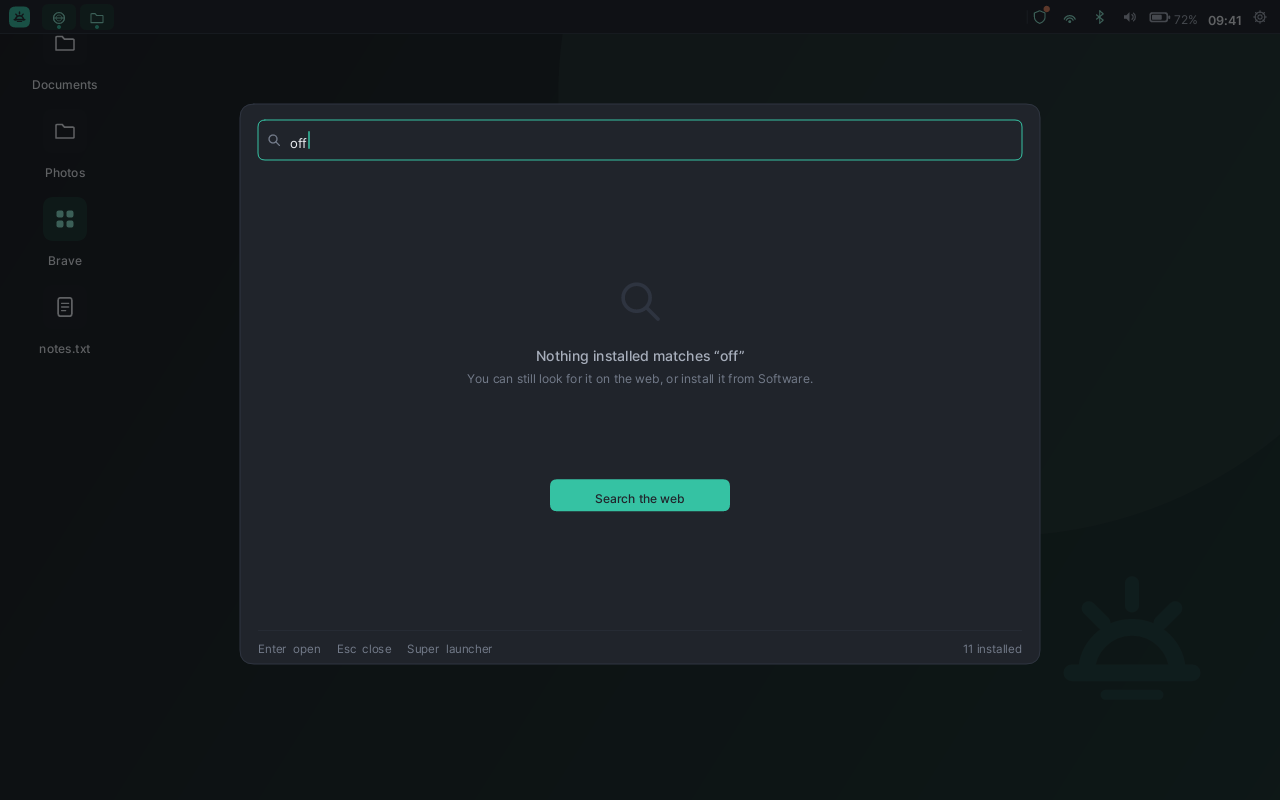 72%
09:41
Documents
Photos
Brave
notes.txt
off
Nothing installed matches “off”
You can still look for it on the web, or install it from Software.
Search the web
Enter open Esc close Super launcher
11 installed